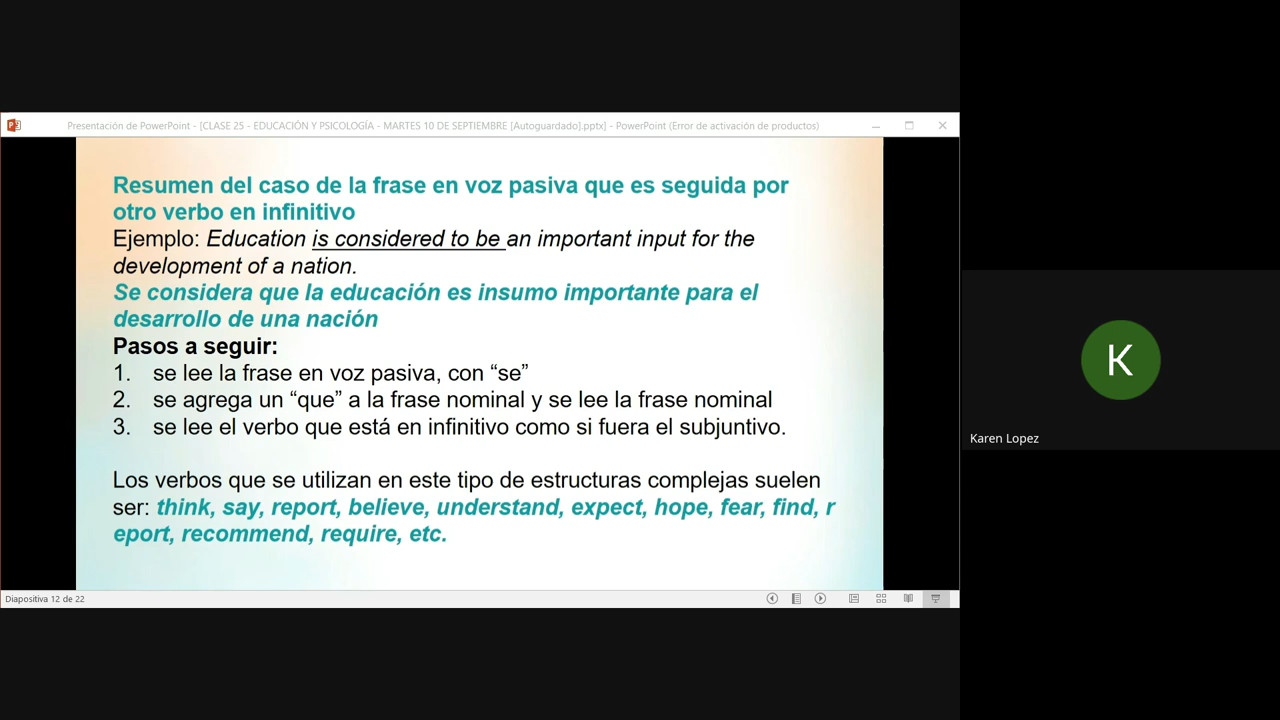 Presentación de PowerPoint - [CLASE 25 - EDUCACIÓN Y PSICOLOGÍA - MARTES 10 DE SEPTIEMBRE [Autoguardado].pptx] - PowerPoint (Error de activación de productos)
Resumen del caso de la frase en voz pasiva que es seguida por
otro verbo en infinitivo
Ejemplo: Education is considered to be an important input for the
development of a nation.
Se considera que la educación es insumo importante para el
desarrollo de una nación
Pasos a seguir:
1. se lee la frase en voz pasiva, con “se”
2. se agrega un “que” a la frase nominal y se lee la frase nominal
3. se lee el verbo que está en infinitivo como si fuera el subjuntivo.
Los verbos que se utilizan en este tipo de estructuras complejas suelen
ser: think, say, report, believe, understand, expect, hope, fear, find, r
eport, recommend, require, etc.
Diapositiva 12 de 22
K
Karen Lopez